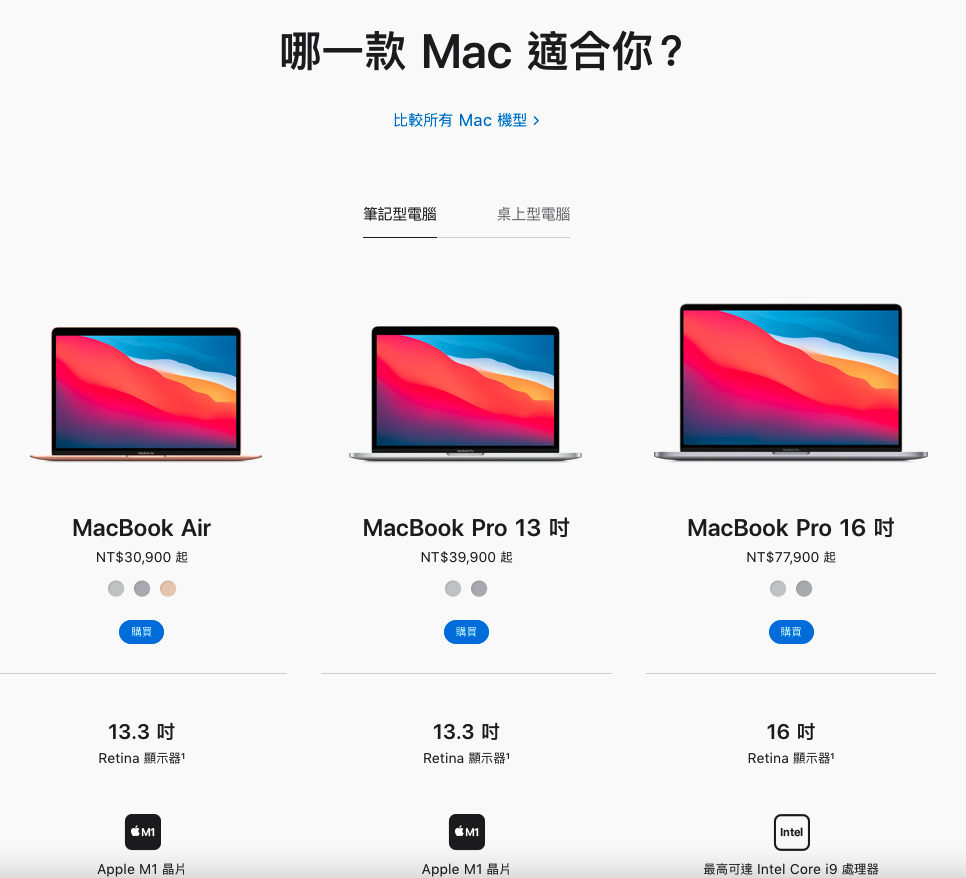 哪一款 Mac 適合你？
比較所有 Mac 機型 >
筆記型電腦 桌上型電腦
MacBook Air
NT$30,900 起
購買
13.3 吋
Retina 顯示器¹
M1
Apple M1 晶片
MacBook Pro 13 吋
NT$39,900 起
購買
13.3 吋
Retina 顯示器¹
M1
Apple M1 晶片
MacBook Pro 16 吋
NT$77,900 起
購買
16 吋
Retina 顯示器¹
Intel
最高可達 Intel Core i9 處理器